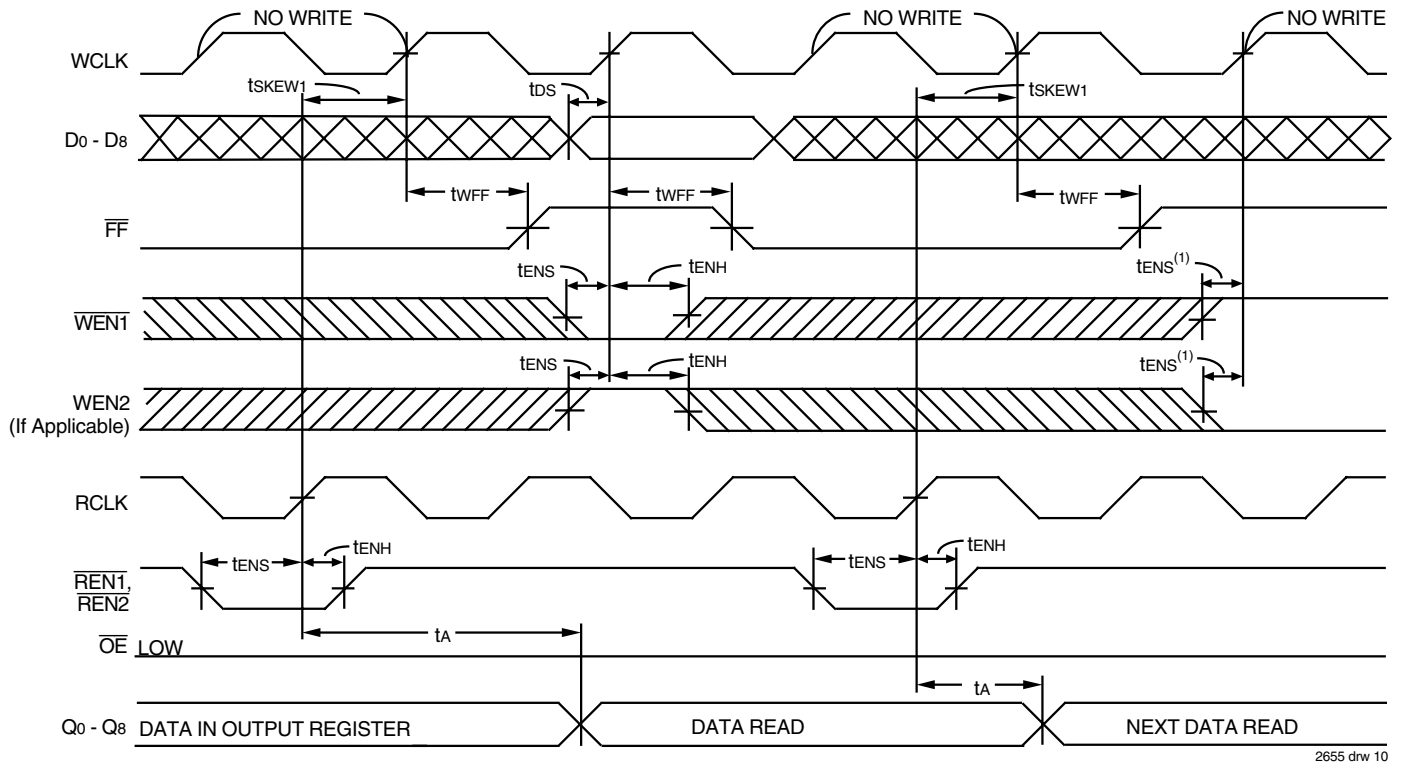 NO WRITE NO WRITE NO WRITE
WCLK
tSKEW1 tDS tSKEW1
D0 - D8
tWFF tWFF tWFF
FF
tENS tENH tENS(1)
WEN1
tENS tENH tENS(1)
WEN2
(If Applicable)
RCLK
tENS tENH tENS tENH
REN1,
REN2
tA
OE LOW
tA
Q0 - Q8 DATA IN OUTPUT REGISTER DATA READ NEXT DATA READ
2655 drw 10